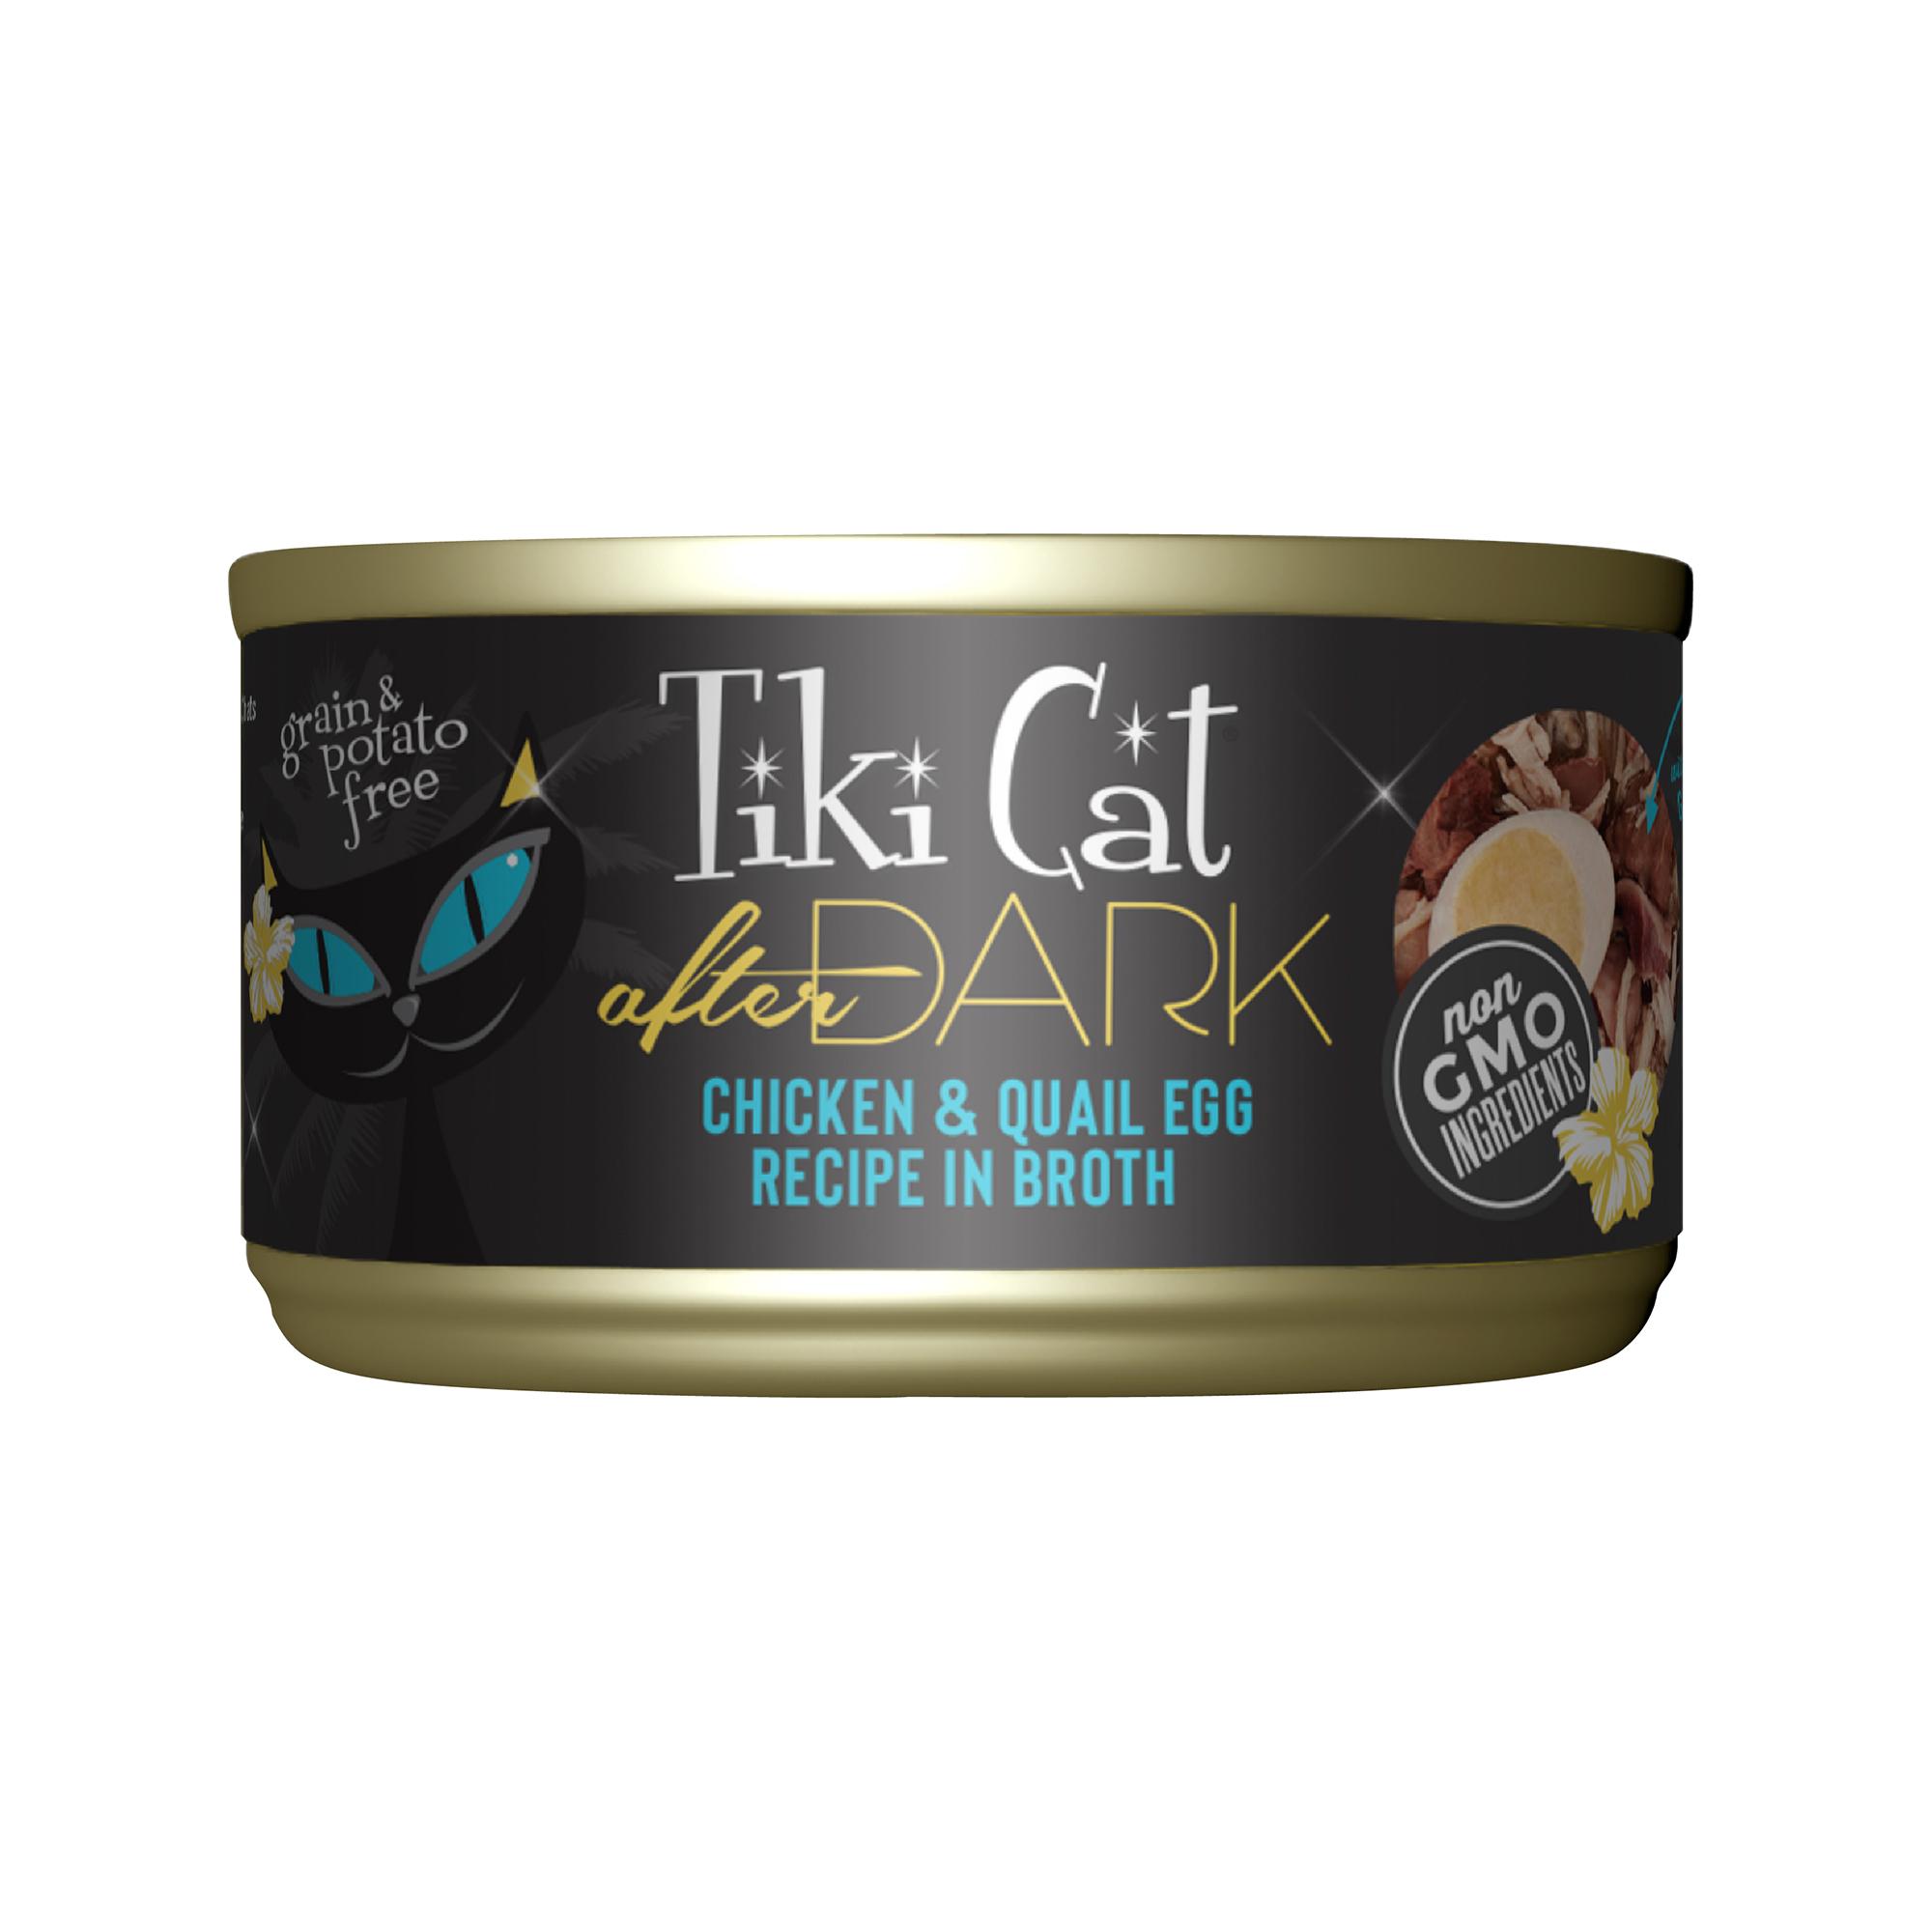 grain &
potato
free
Tiki Cat
after DARK
CHICKEN & QUAIL EGG
RECIPE IN BROTH
non
GMO
INGREDIENTS